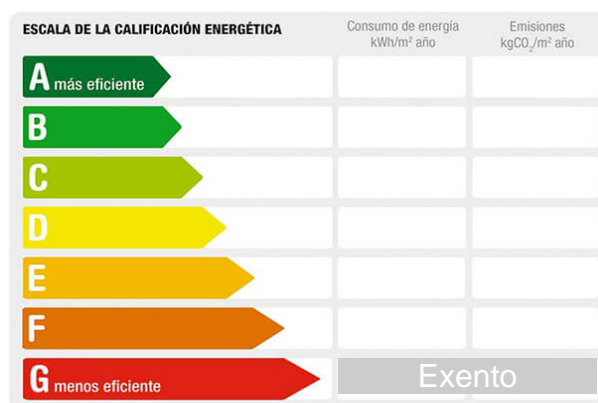 ESCALA DE LA CALIFICACIÓN ENERGÉTICA
Consumo de energía
kWh/m² año
Emisiones
kgCO₂/m² año
A más eficiente
B
C
D
E
F
G menos eficiente
Exento